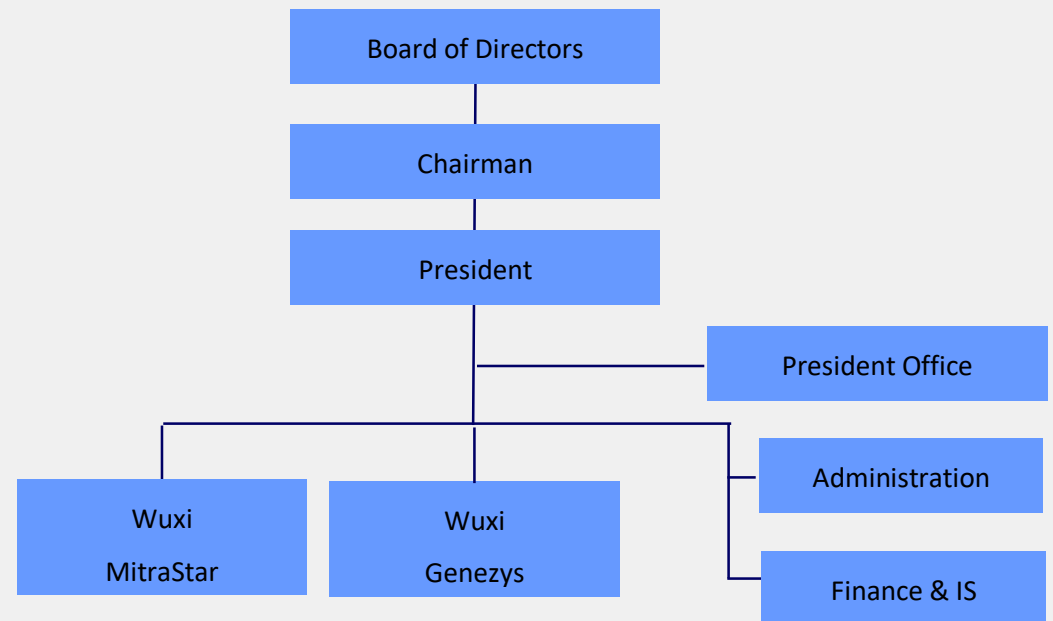 Board of Directors
Chairman
President
President Office
Administration
Wuxi
MitraStar
Wuxi
Genezys
Finance & IS